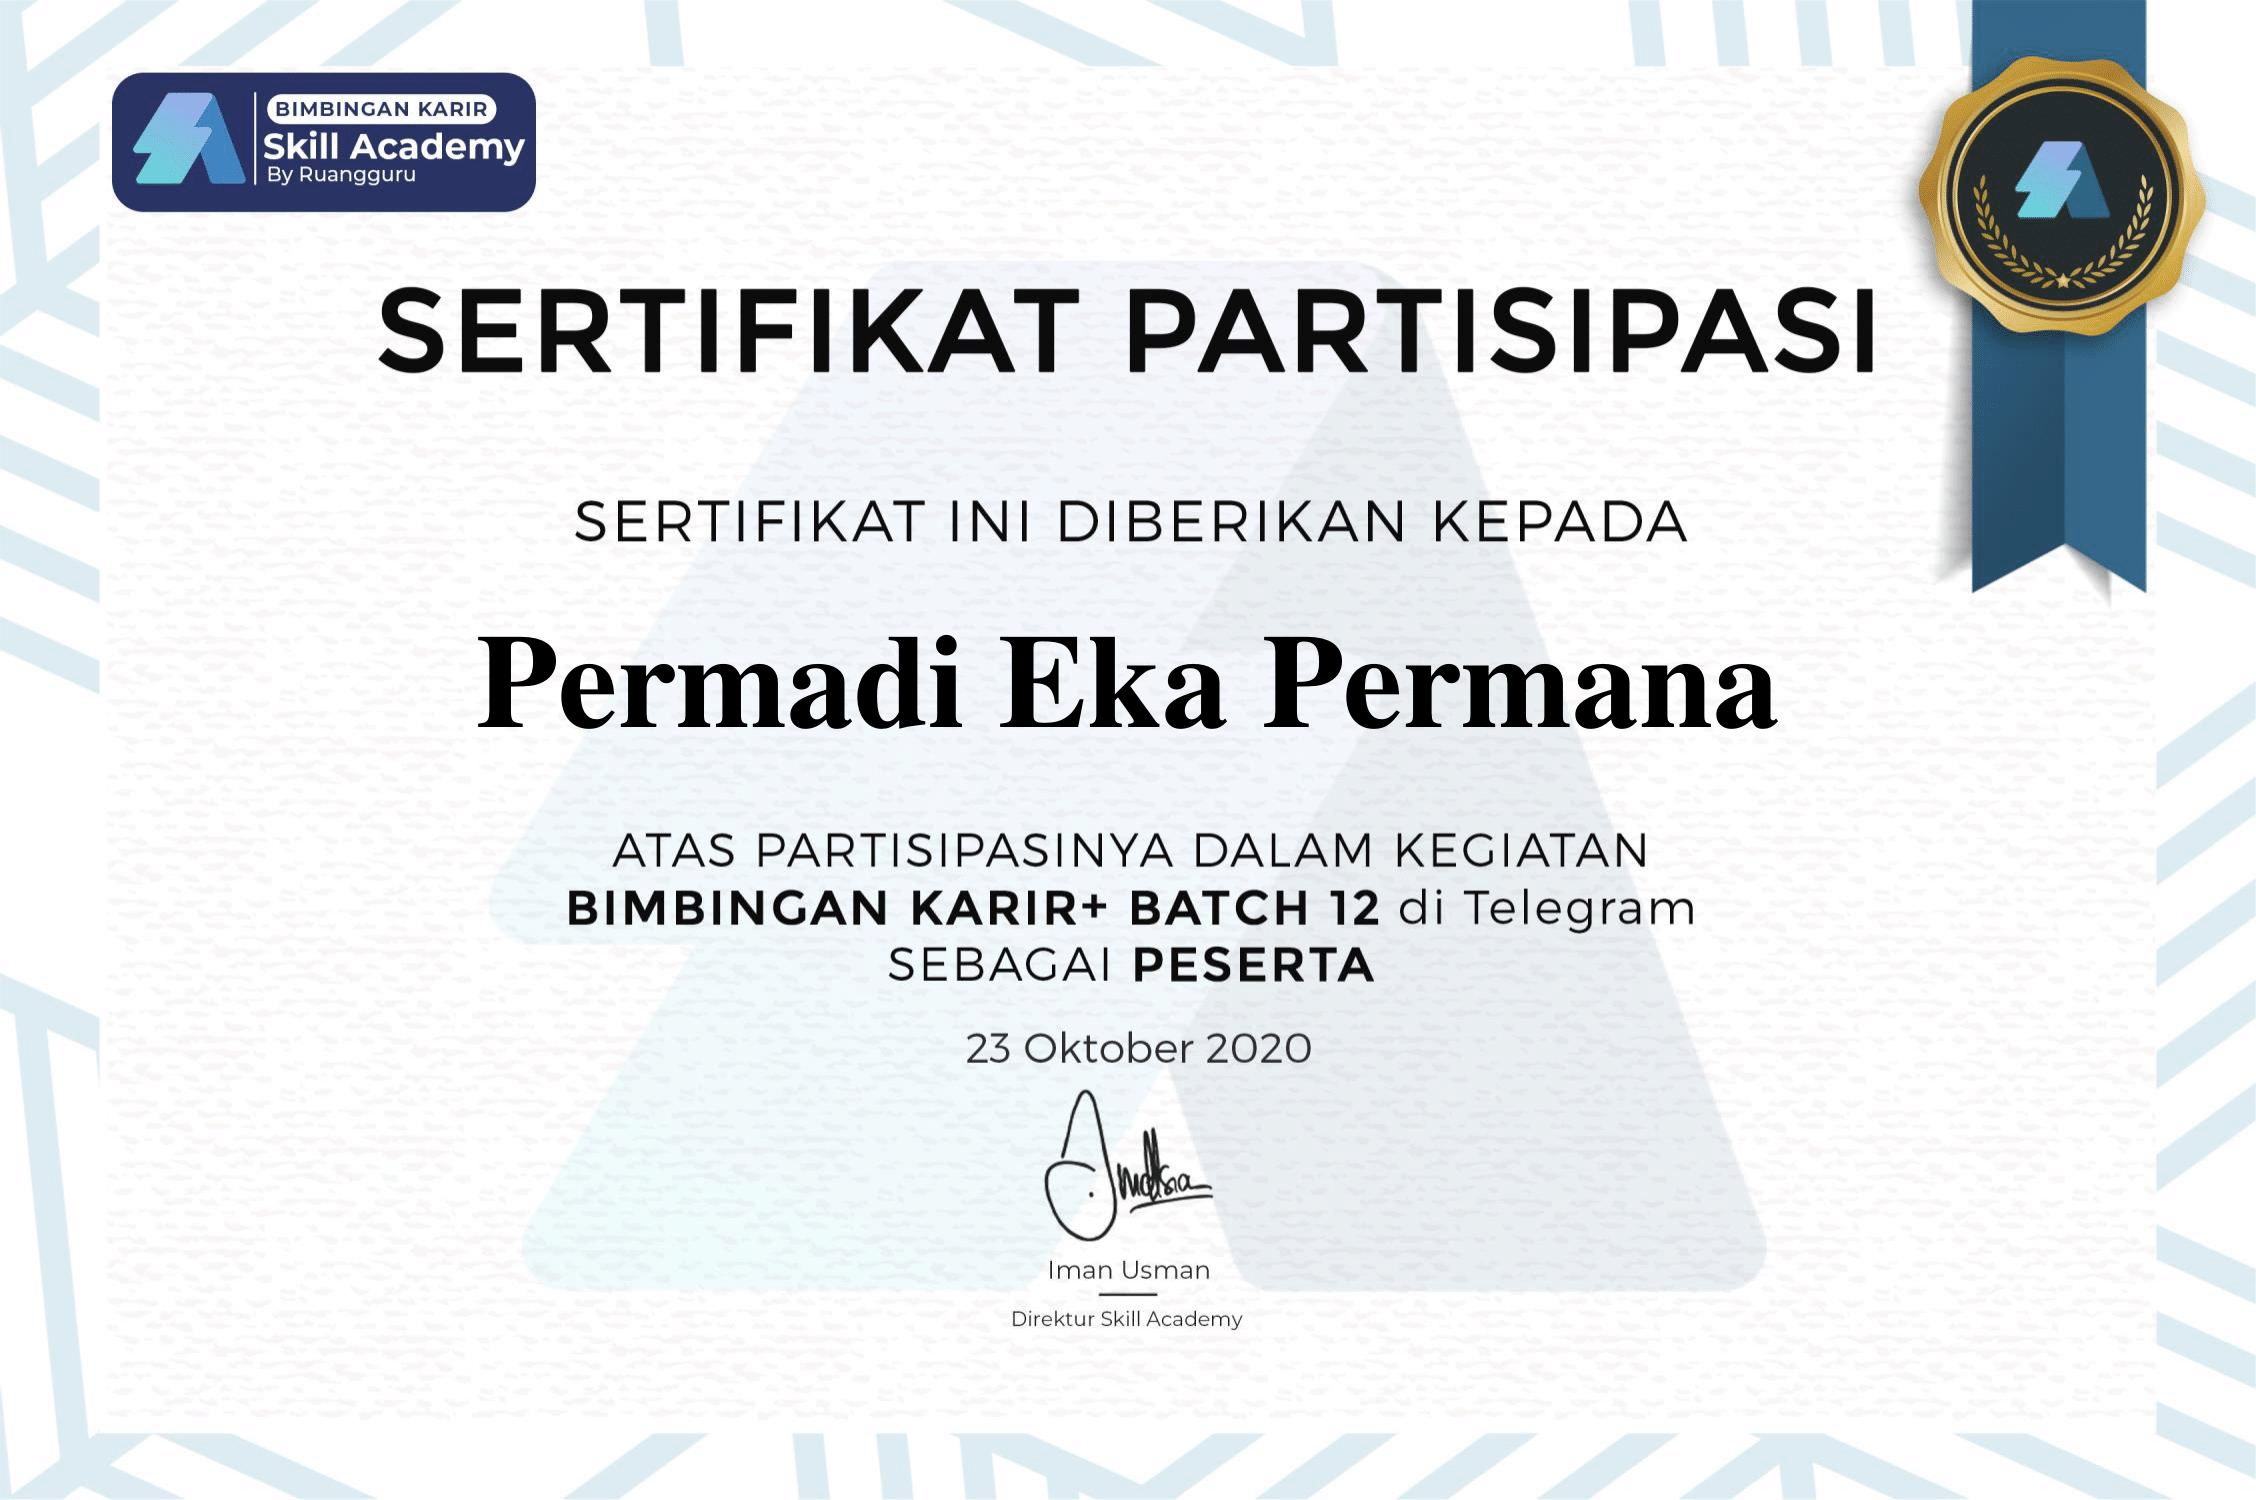 BIMBINGAN KARIR
Skill Academy
By Ruangguru
SERTIFIKAT PARTISIPASI
SERTIFIKAT INI DIBERIKAN KEPADA
Permadi Eka Permana
ATAS PARTISIPASINYA DALAM KEGIATAN
BIMBINGAN KARIR+ BATCH 12 di Telegram
SEBAGAI PESERTA
23 Oktober 2020
Iman Usman
Direktur Skill Academy